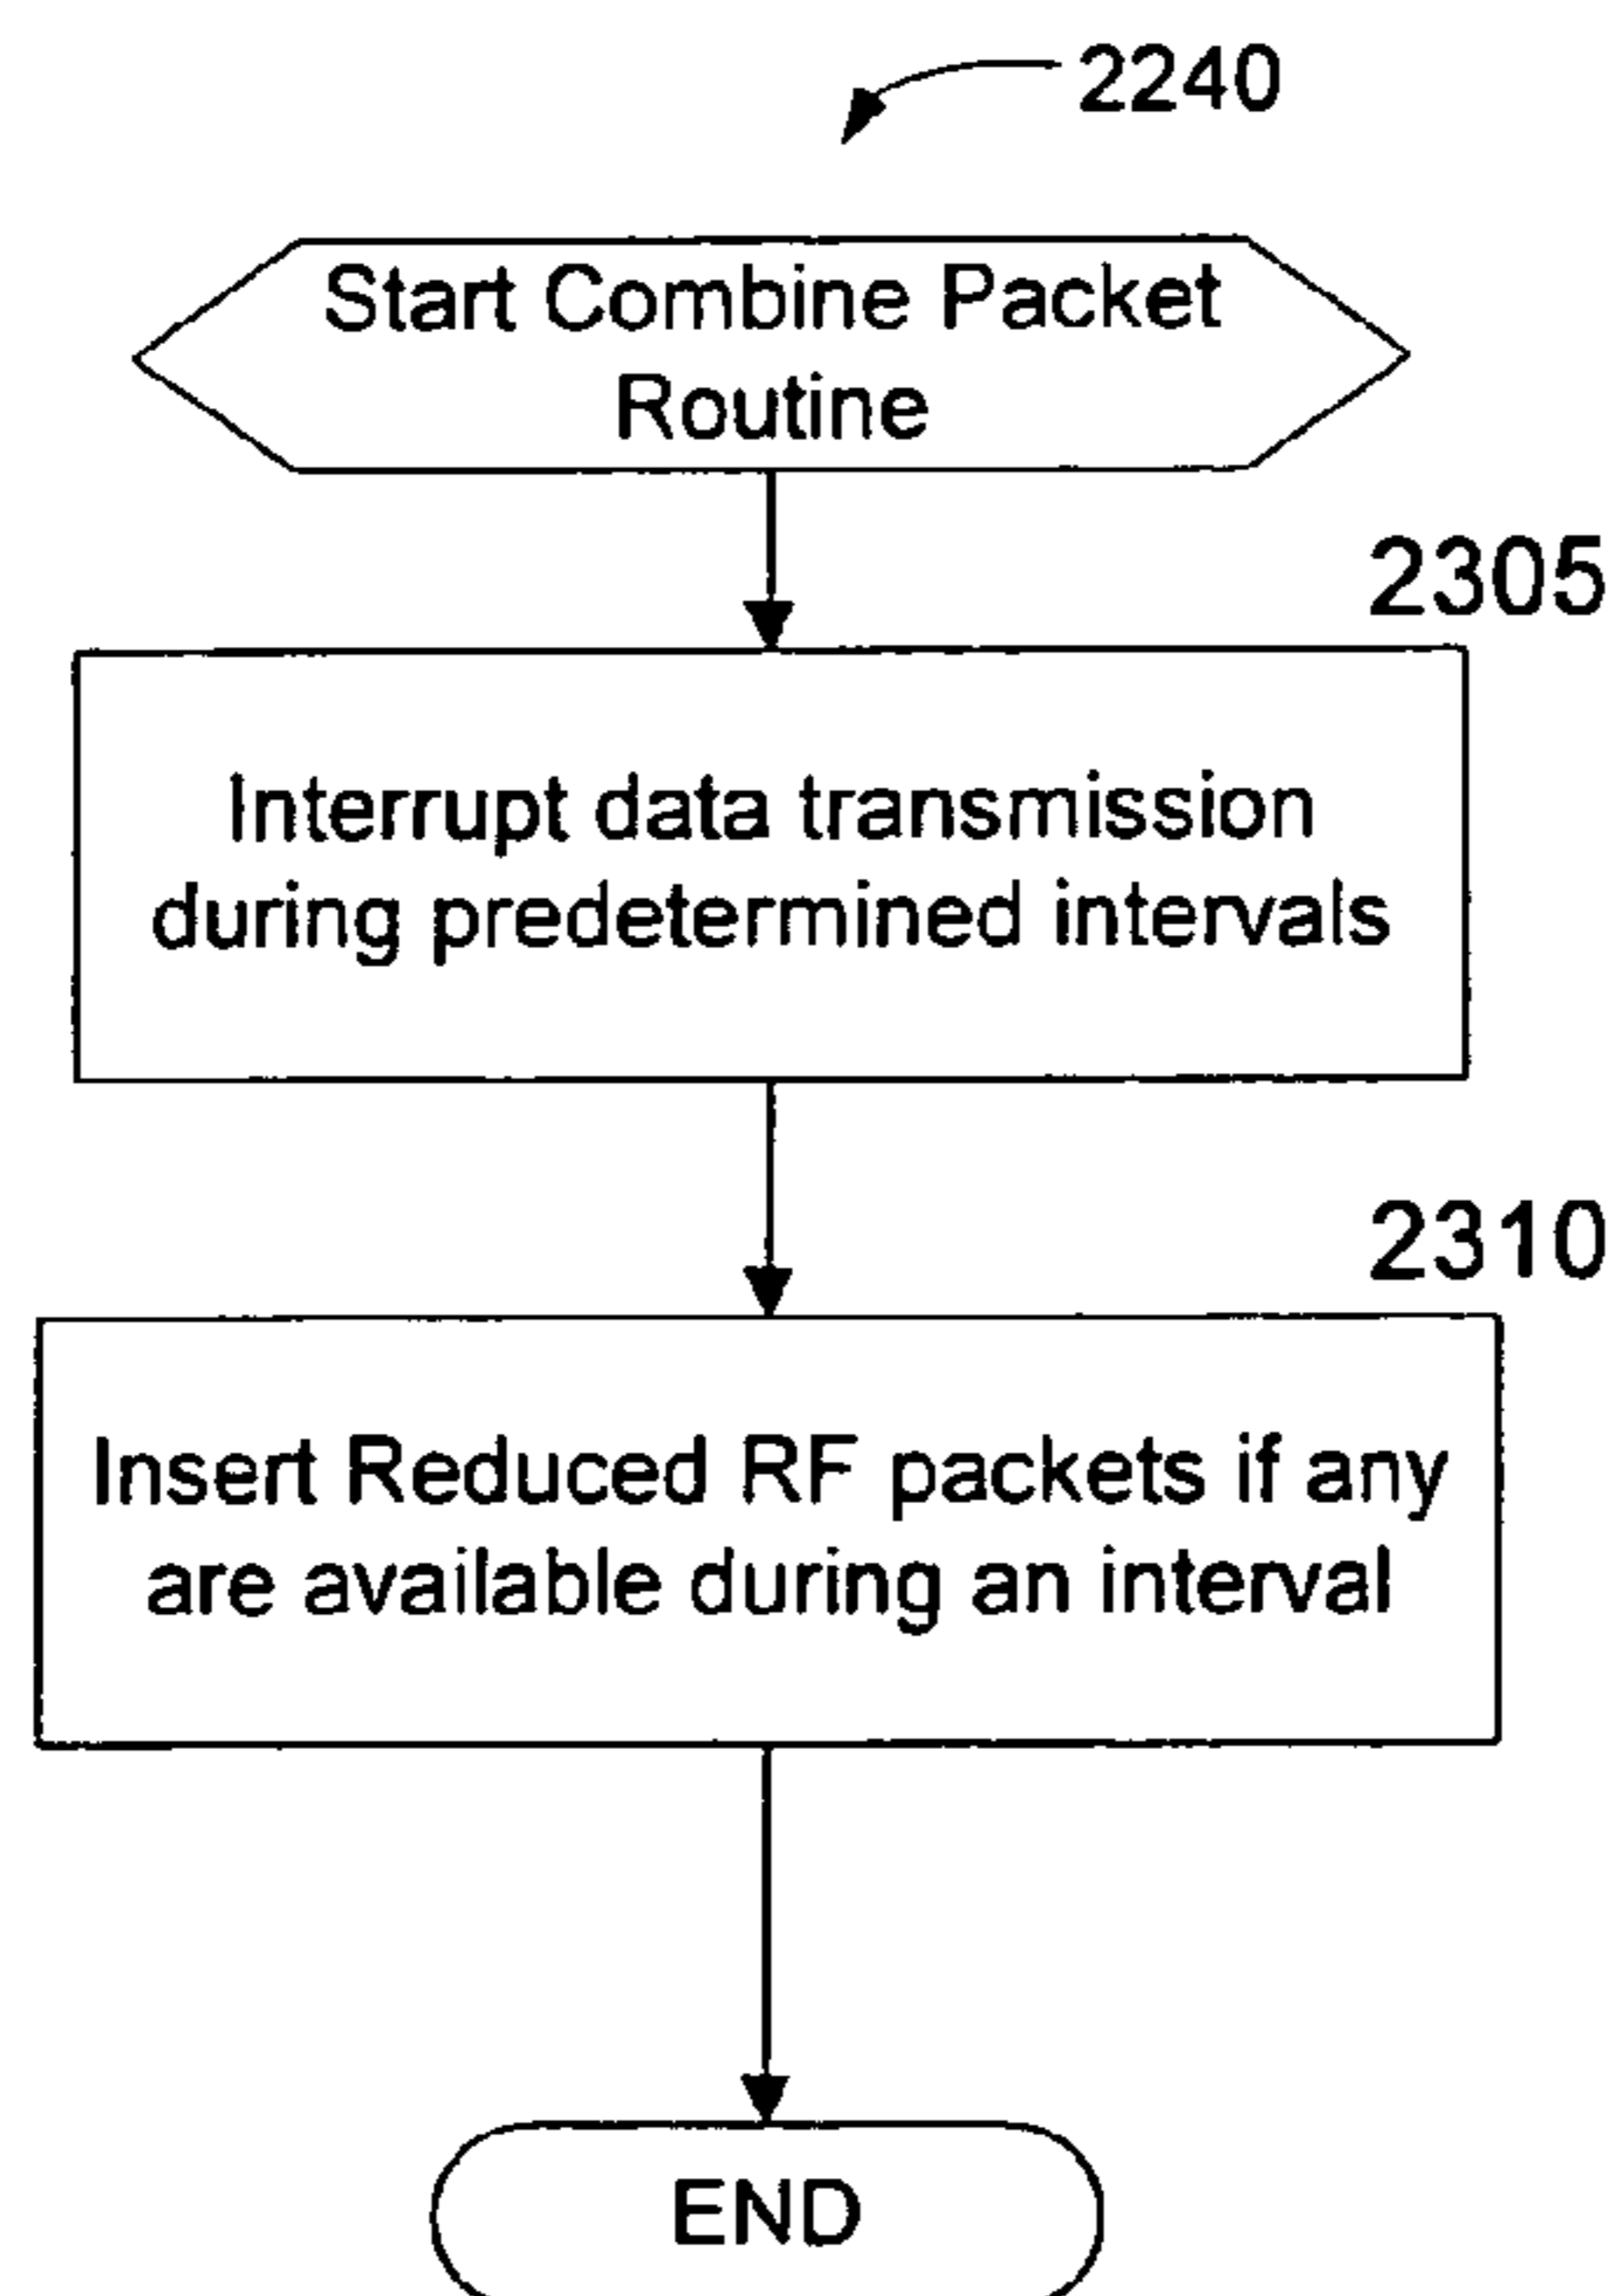 2240
Start Combine Packet
Routine
2305
Interrupt data transmission
during predetermined intervals
2310
Insert Reduced RF packets if any
are available during an interval
END